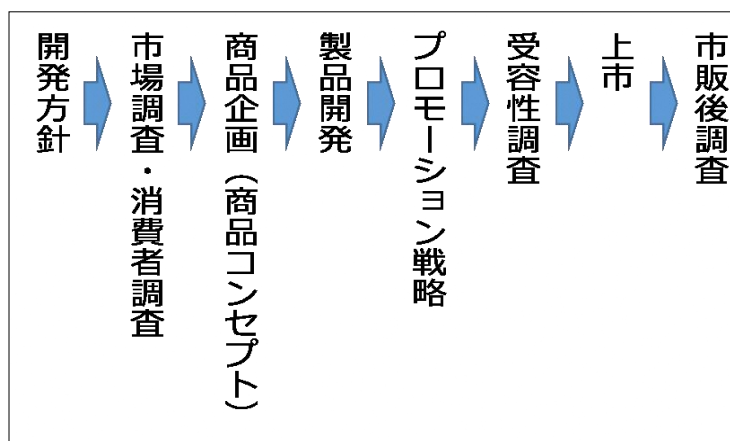 開発方針
市場調査・消費者調査
商品企画（商品コンセプト）
製品開発
プロモーション戦略
受容性調査
上市
市販後調査